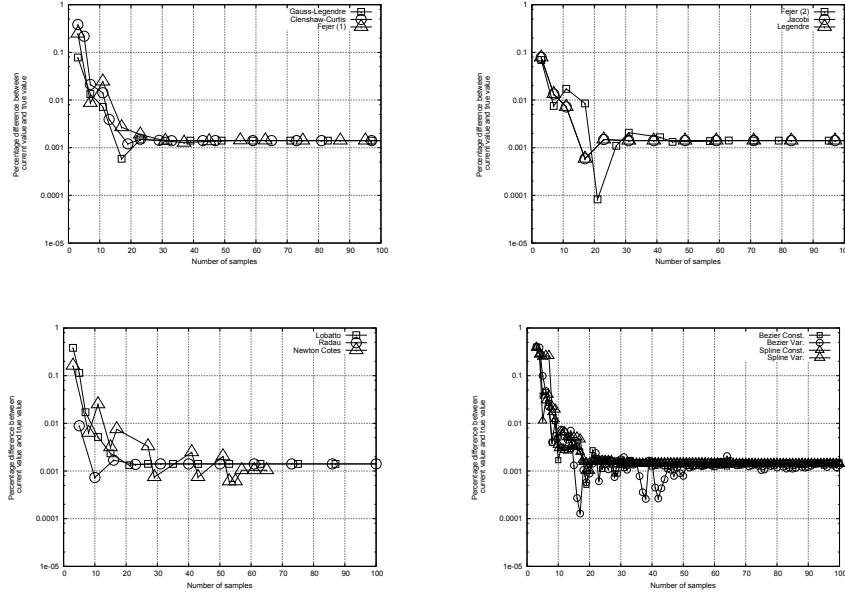 Gauss-Legendre
Clenshaw-Curtis
Fejer (1)
1
0.1
0.01
0.001
0.0001
1e-05
0 10 20 30 40 50 60 70 80 90 100
Number of samples
Percentage difference between
current value and true value
Fejer (2)
Jacobi
Legendre
1
0.1
0.01
0.001
0.0001
1e-05
0 10 20 30 40 50 60 70 80 90 100
Number of samples
Percentage difference between
current value and true value
Lobatto
Radau
Newton Cotes
1
0.1
0.01
0.001
0.0001
1e-05
0 10 20 30 40 50 60 70 80 90 100
Number of samples
Percentage difference between
current value and true value
Bezier Const.
Bezier Var.
Spline Const.
Spline Var.
1
0.1
0.01
0.001
0.0001
1e-05
0 10 20 30 40 50 60 70 80 90 100
Number of samples
Percentage difference between
current value and true value